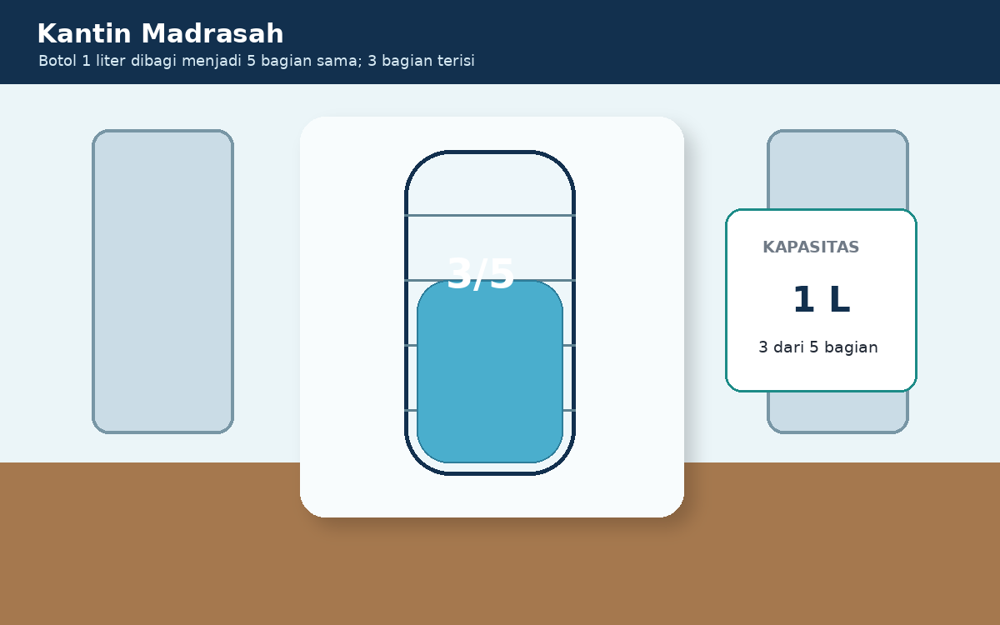 Kantin Madrasah
Botol 1 liter dibagi menjadi 5 bagian sama; 3 bagian terisi
3/5
KAPASITAS
1 L
3 dari 5 bagian